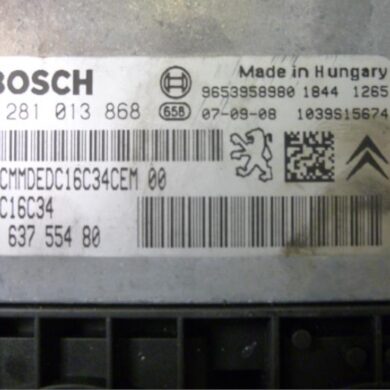 BOSCH
Made in Hungary
9653958980 1844 1265
281 013 868 658 07-09-08 1039S15674
CMMDEDC16C34CEM 00
C16C34
637 554 80